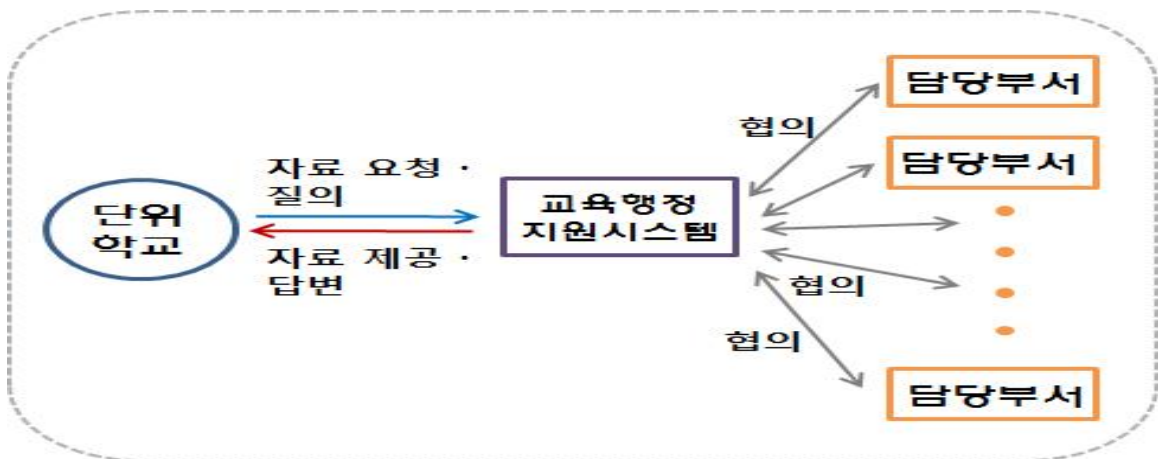 담당부서
협의
담당부서
자료 요청 ·
질의
단위
학교
교육행정
지원시스템
자료 제공 ·
답변
협의
협의
담당부서